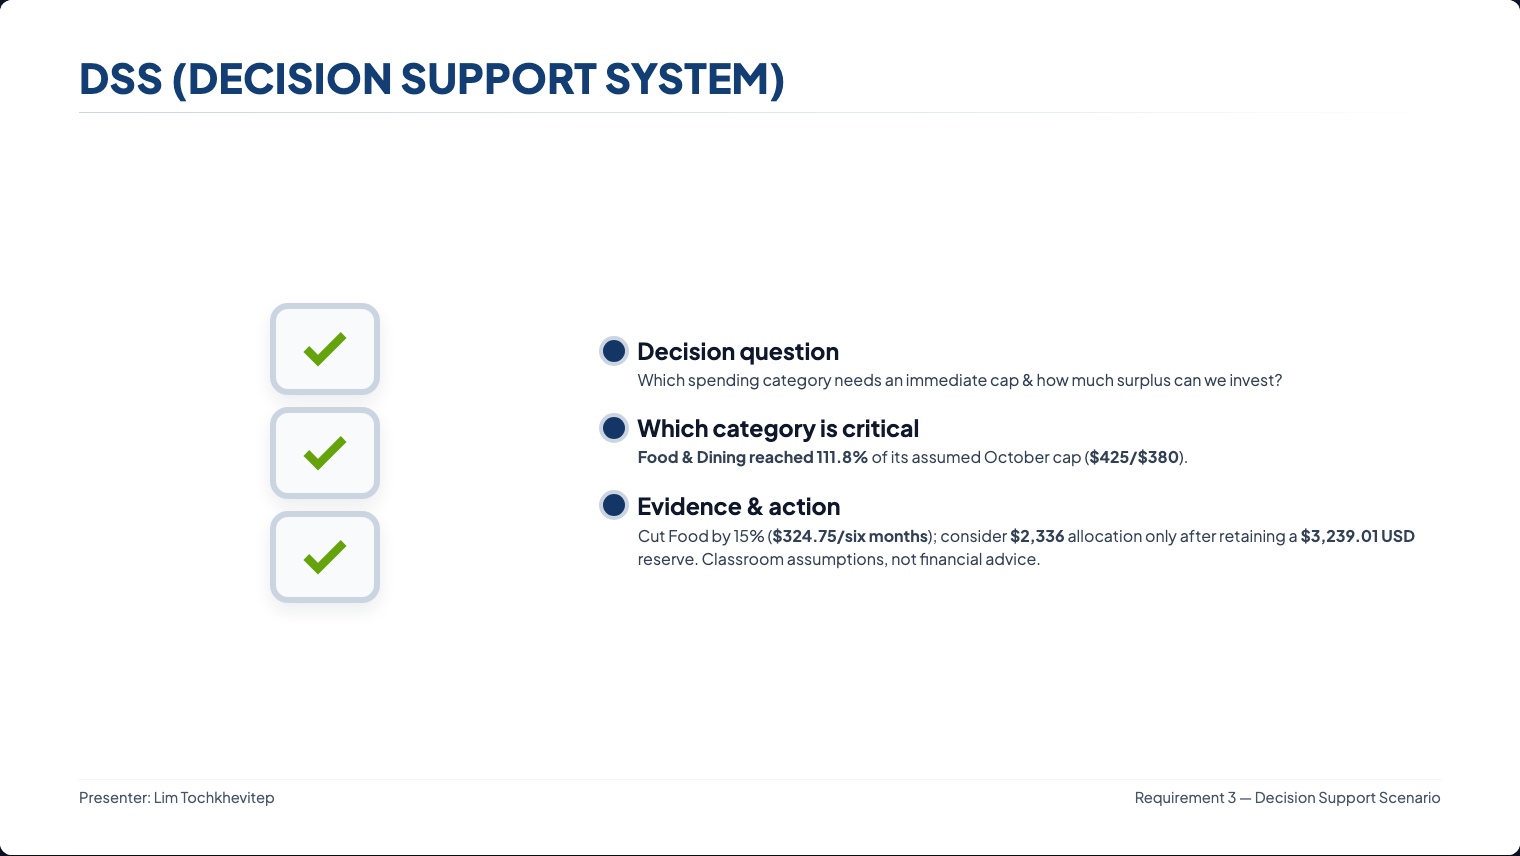 DSS (DECISION SUPPORT SYSTEM)
Decision question
Which spending category needs an immediate cap & how much surplus can we invest?
Which category is critical
Food & Dining reached 111.8% of its assumed October cap ($425/$380).
Evidence & action
Cut Food by 15% ($324.75/six months); consider $2,336 allocation only after retaining a $3,239.01 USD
reserve. Classroom assumptions, not financial advice.
Presenter: Lim Tochkhevitep
Requirement 3 — Decision Support Scenario